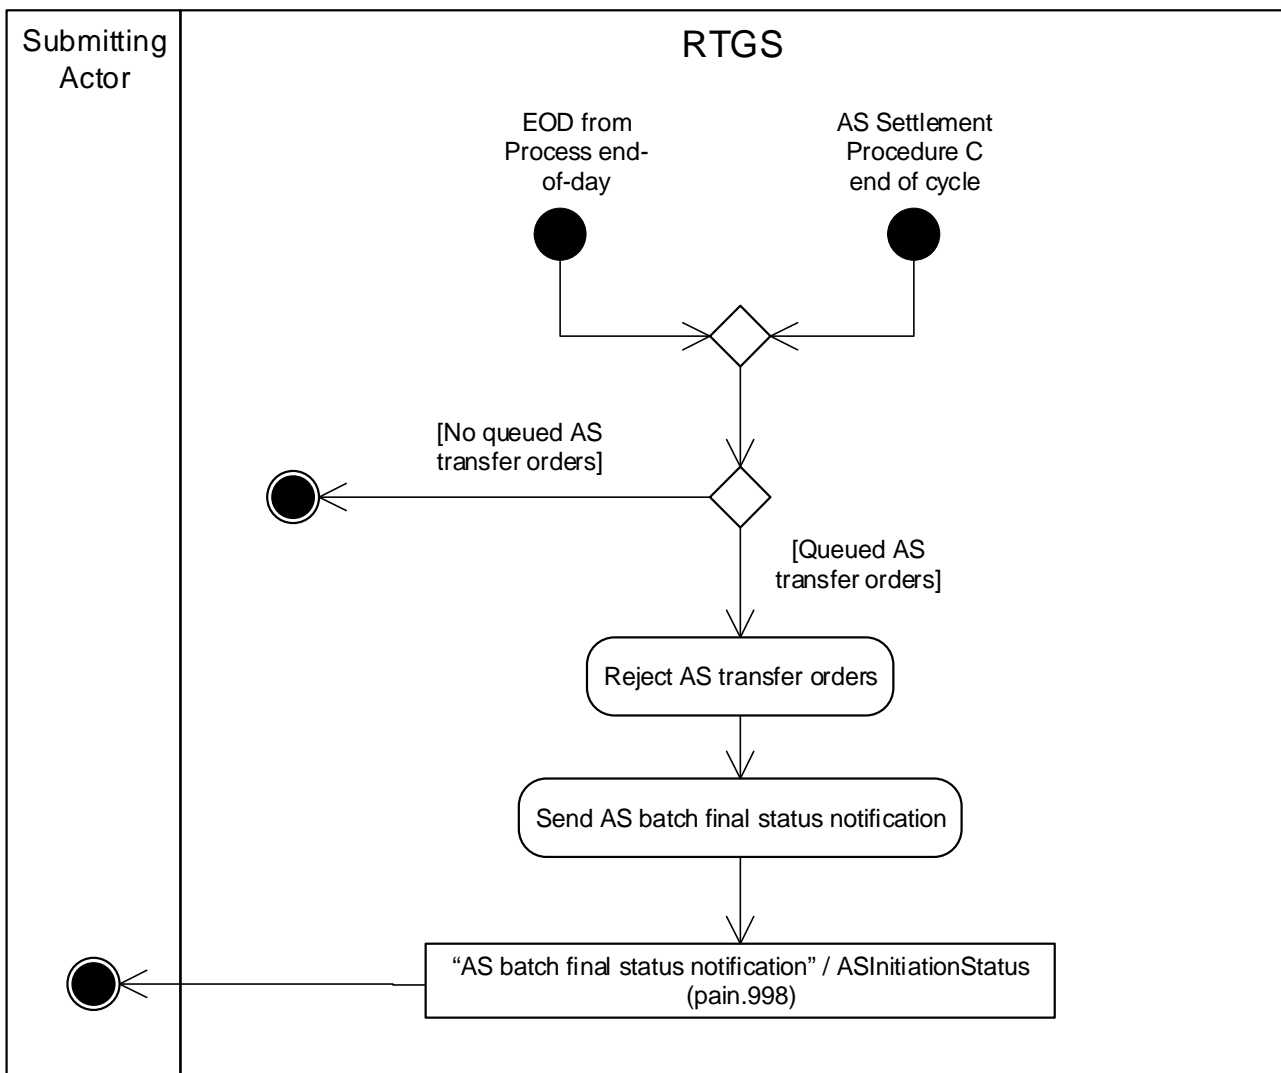 Submitting
Actor
RTGS
EOD from
Process end-
of-day
AS Settlement
Procedure C
end of cycle
[No queued AS
transfer orders]
[Queued AS
transfer orders]
Reject AS transfer orders
Send AS batch final status notification
“AS batch final status notification” / ASInitiationStatus
(pain.998)